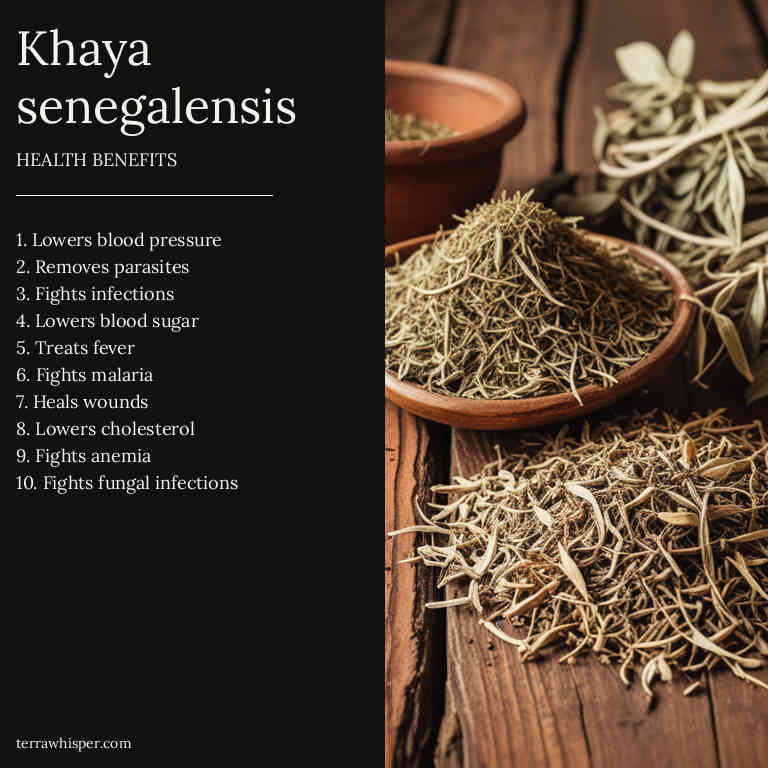 Khaya
senegalensis
HEALTH BENEFITS
1. Lowers blood pressure
2. Removes parasites
3. Fights infections
4. Lowers blood sugar
5. Treats fever
6. Fights malaria
7. Heals wounds
8. Lowers cholesterol
9. Fights anemia
10. Fights fungal infections
terrawhisper.com